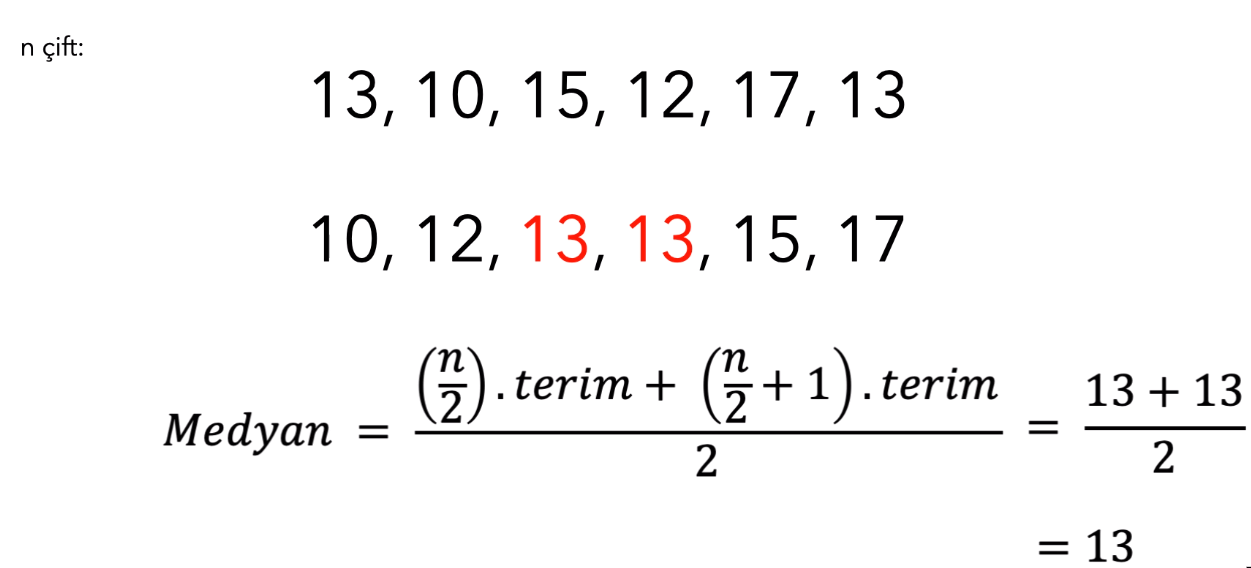 n çift:
13, 10, 15, 12, 17, 13
10, 12, 13, 13, 15, 17
Medyan = ((n/2). terim + (n/2 + 1). terim)/2 = (13 + 13)/2
= 13